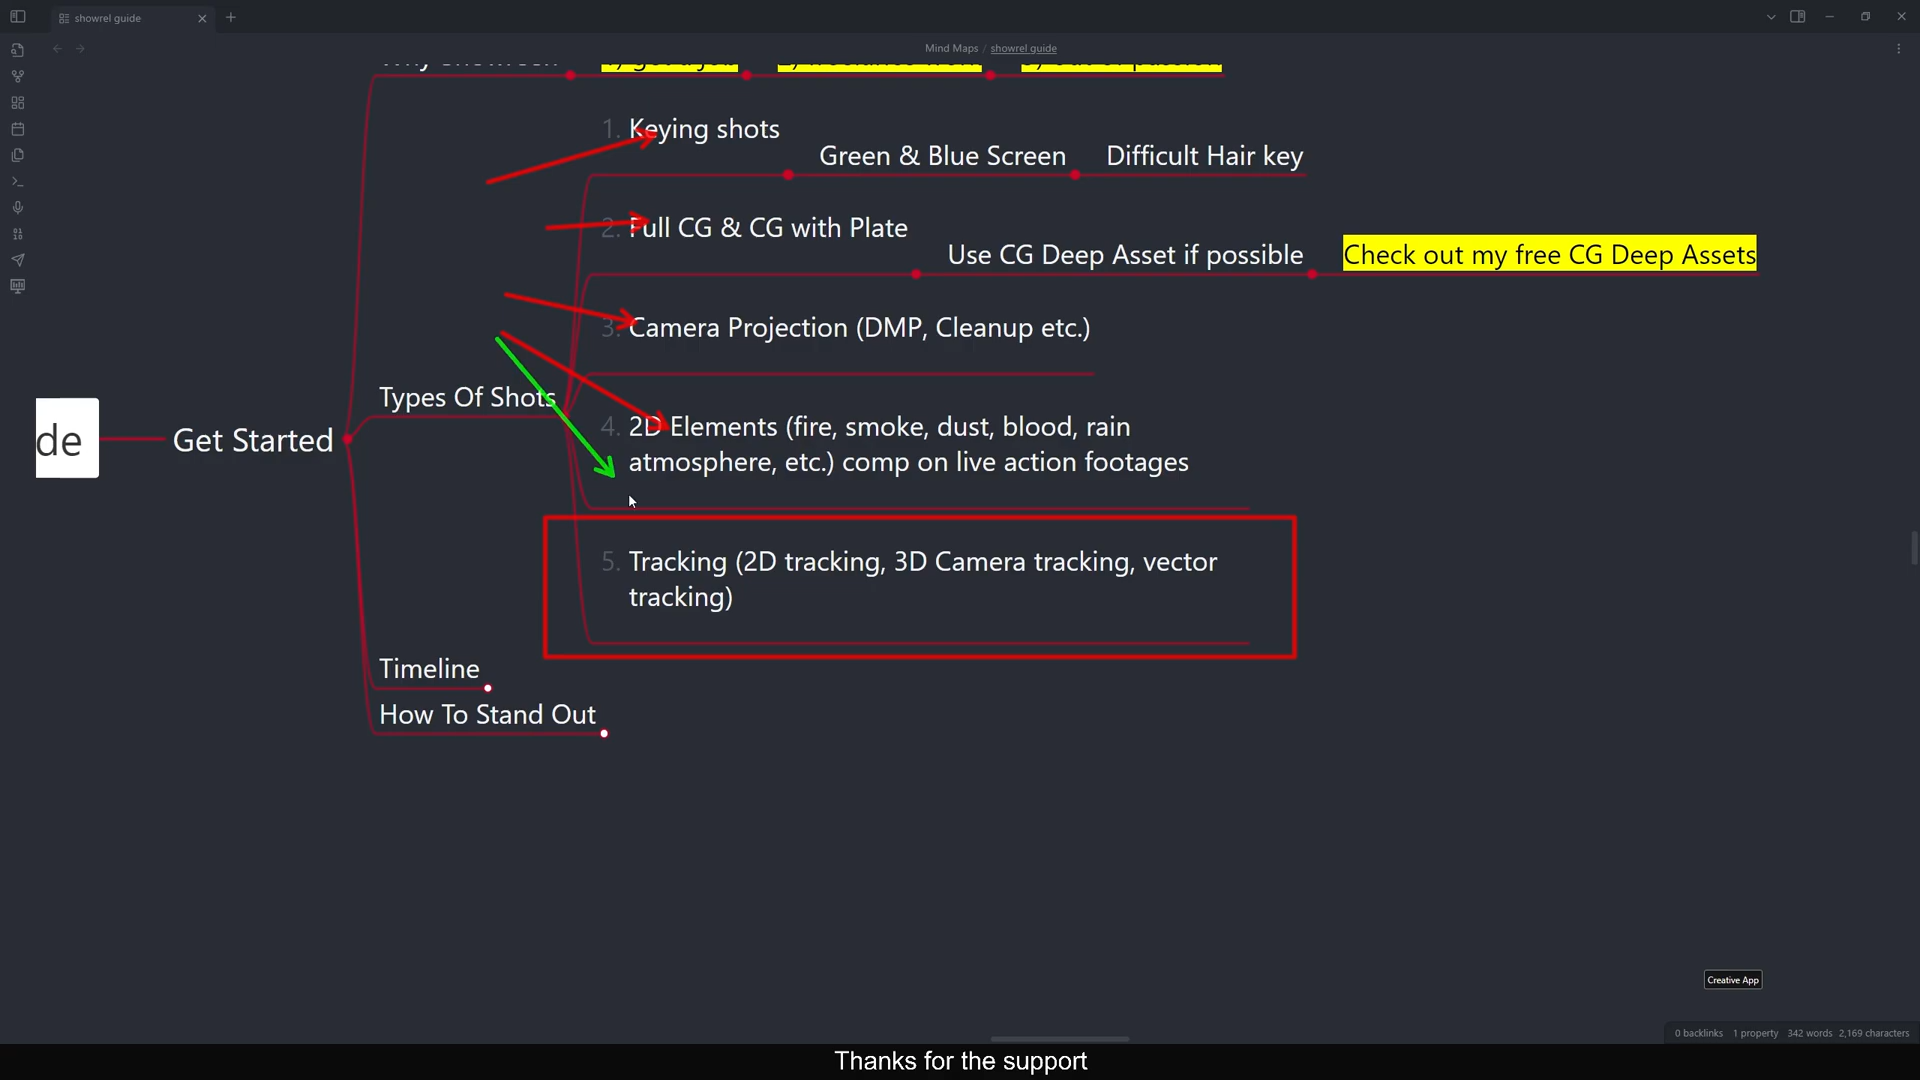 showrel guide
Mind Maps / showrel guide
1. Keying shots
Green & Blue Screen
Difficult Hair key
2. Full CG & CG with Plate
Use CG Deep Asset if possible
Check out my free CG Deep Assets
3. Camera Projection (DMP, Cleanup etc.)
Types Of Shots
4. 2D Elements (fire, smoke, dust, blood, rain
atmosphere, etc.) comp on live action footages
de
Get Started
5. Tracking (2D tracking, 3D Camera tracking, vector
tracking)
Timeline
How To Stand Out
Creative App
0 backlinks 1 property 342 words 2,169 characters
Thanks for the support